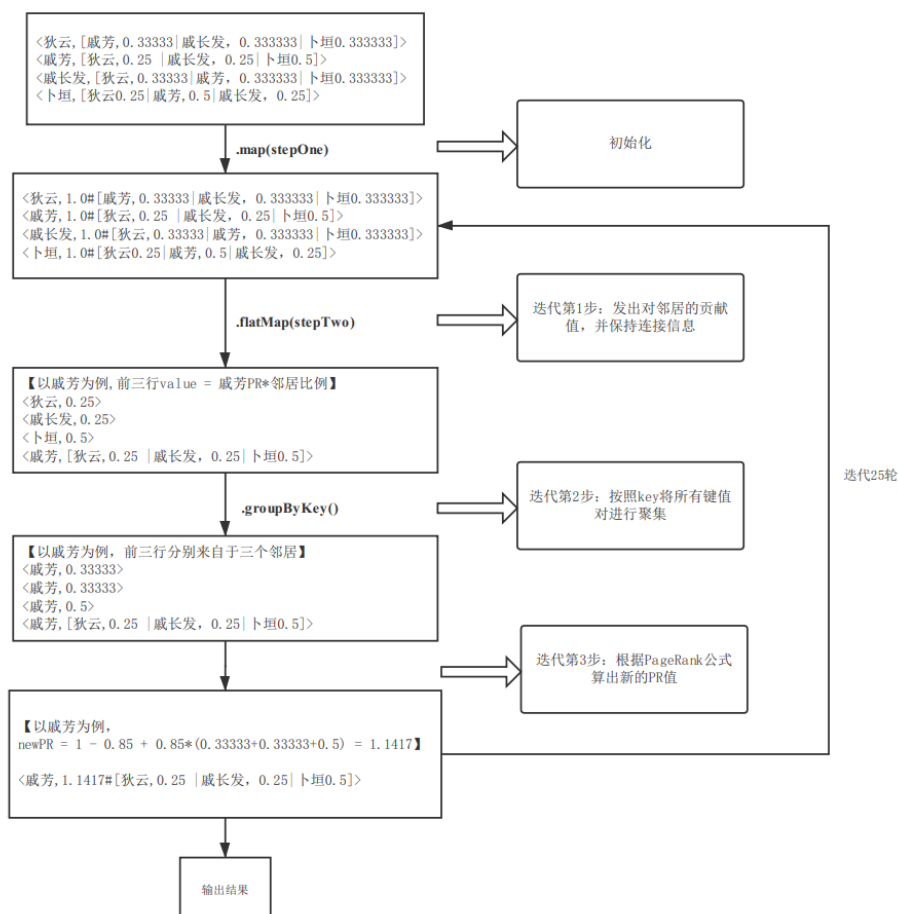 <狄云,[戚芳,0.33333|戚长发，0.333333|卜垣0.333333]>
<戚芳,[狄云,0.25 |戚长发，0.25|卜垣0.5]>
<戚长发,[狄云,0.33333|戚芳，0.333333|卜垣0.333333]>
<卜垣,[狄云0.25|戚芳,0.5|戚长发，0.25]>
.map(stepOne)
初始化
<狄云,1.0#[戚芳,0.33333|戚长发，0.333333|卜垣0.333333]>
<戚芳,1.0#[狄云,0.25 |戚长发，0.25|卜垣0.5]>
<戚长发,1.0#[狄云,0.33333|戚芳，0.333333|卜垣0.333333]>
<卜垣,1.0#[狄云0.25|戚芳,0.5|戚长发，0.25]>
.flatMap(stepTwo)
迭代第1步：发出对邻居的贡献
值，并保持连接信息
【以戚芳为例,前三行value = 戚芳PR*邻居比例】
<狄云,0.25>
<戚长发,0.25>
<卜垣,0.5>
<戚芳,[狄云,0.25 |戚长发，0.25|卜垣0.5]>
迭代25轮
.groupByKey()
迭代第2步：按照key将所有键值
对进行聚集
【以戚芳为例，前三行分别来自于三个邻居】
<戚芳,0.33333>
<戚芳,0.33333>
<戚芳,0.5>
<戚芳,[狄云,0.25 |戚长发，0.25|卜垣0.5]>
迭代第3步：根据PageRank公式
算出新的PR值
【以戚芳为例，
newPR = 1 - 0.85 + 0.85*(0.33333+0.33333+0.5) = 1.1417】
<戚芳,1.1417#[狄云,0.25 |戚长发，0.25|卜垣0.5]>
输出结果